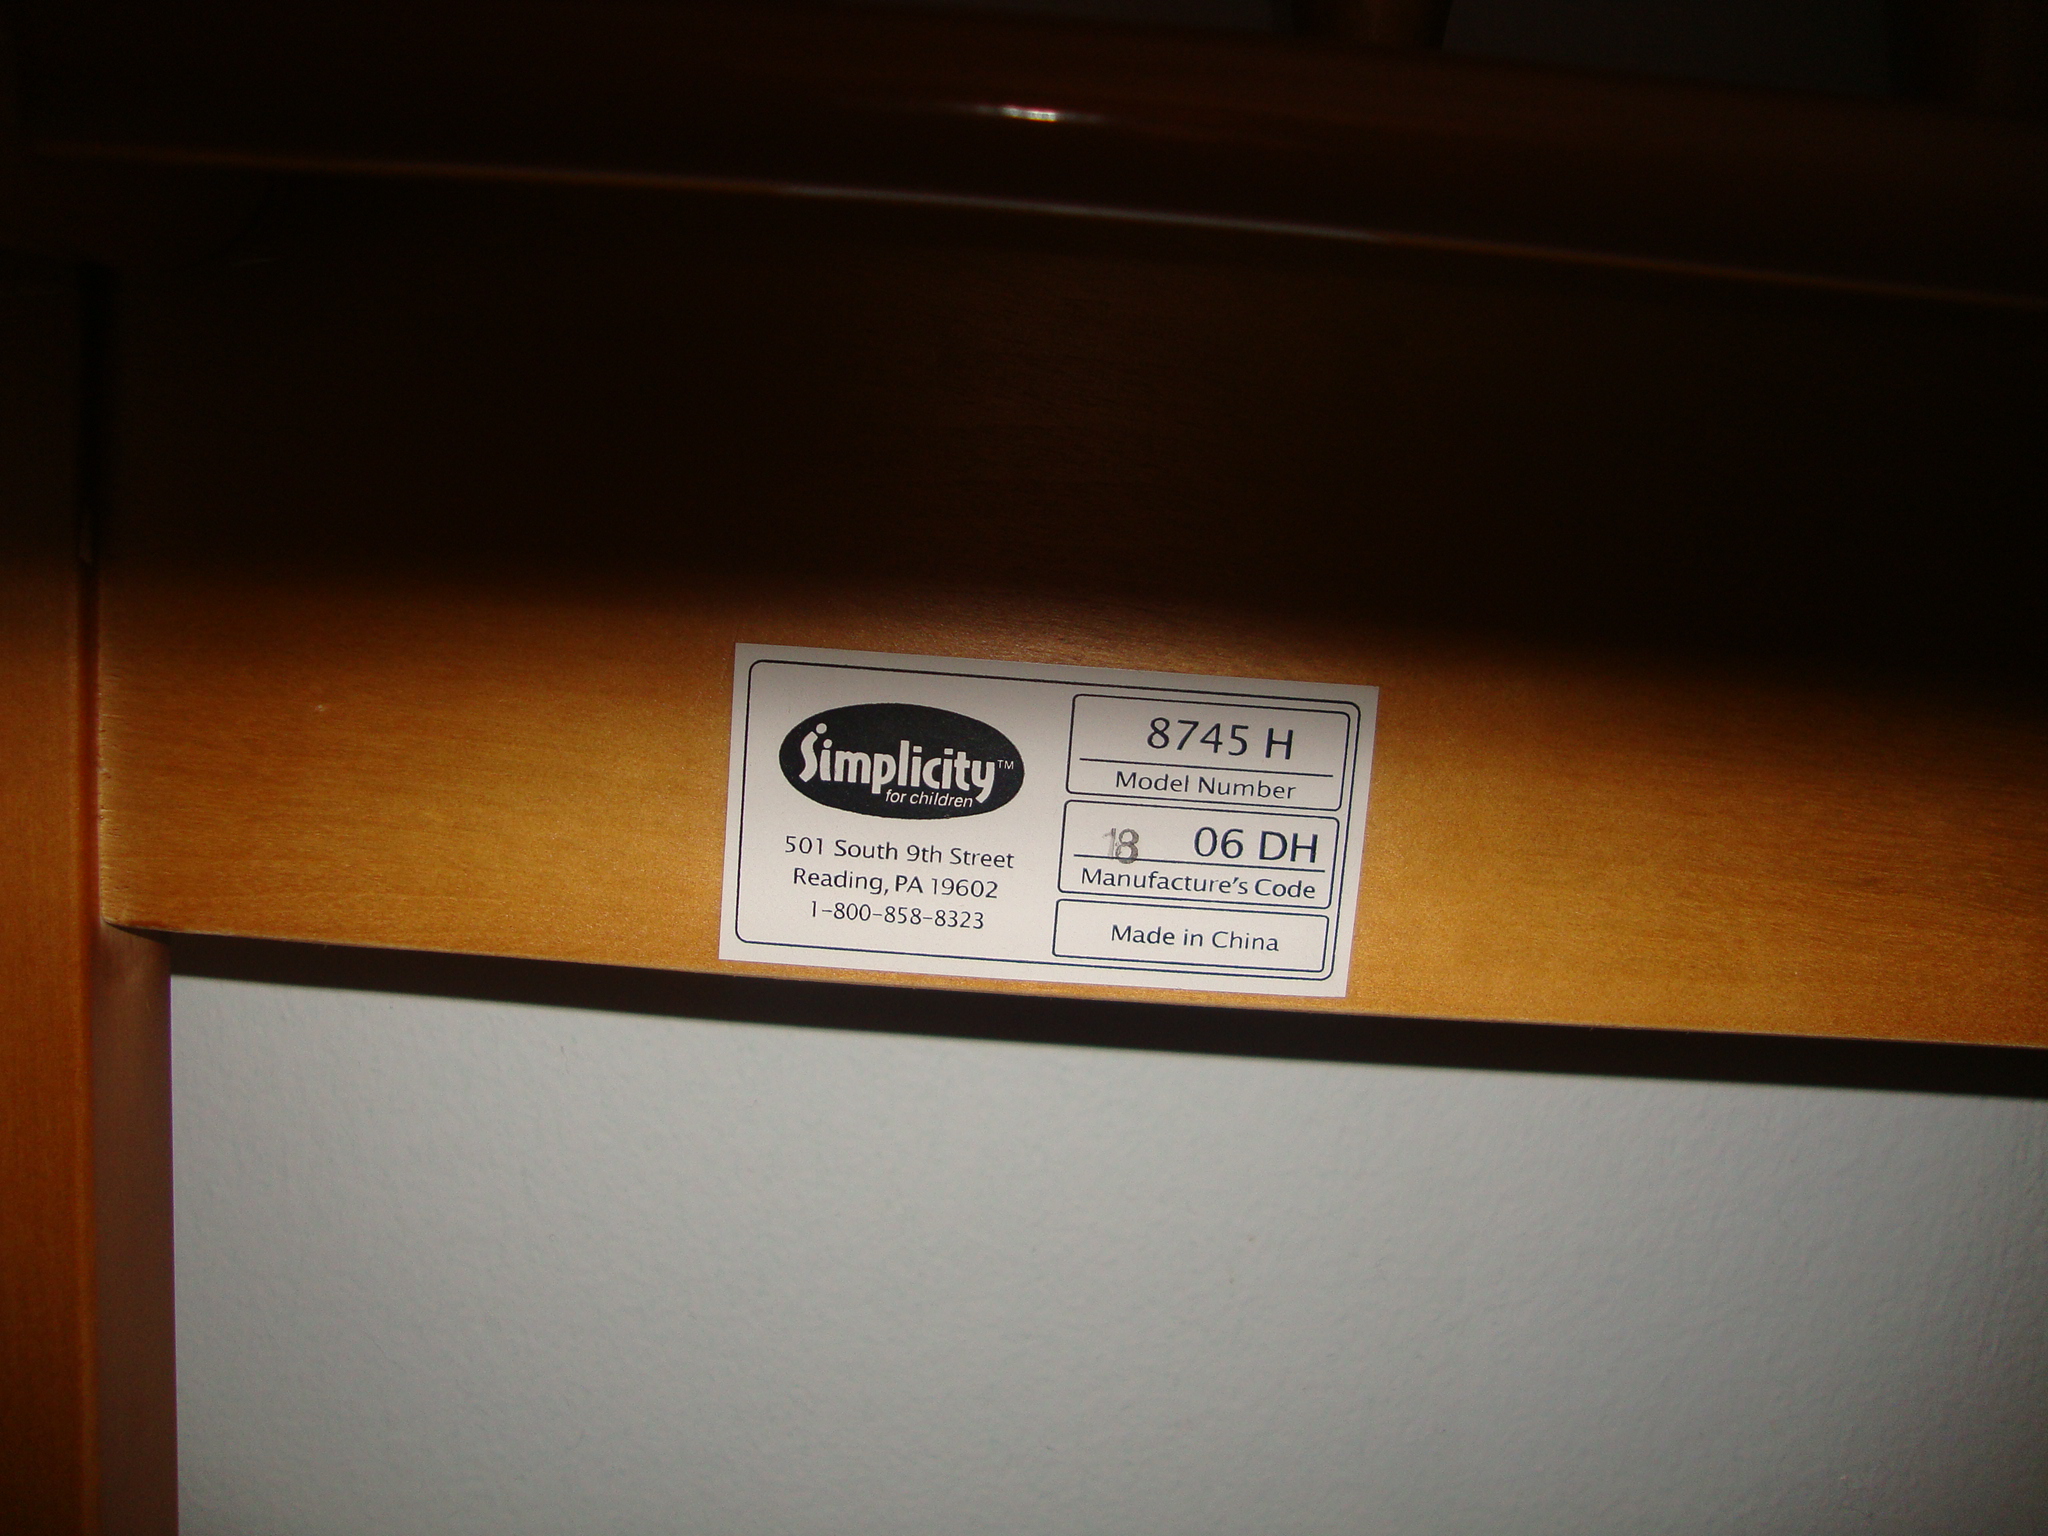 Simplicity™
for children
501 South 9th Street
Reading, PA 19602
1-800-858-8323
8745 H
Model Number
18 06 DH
Manufacture's Code
Made in China